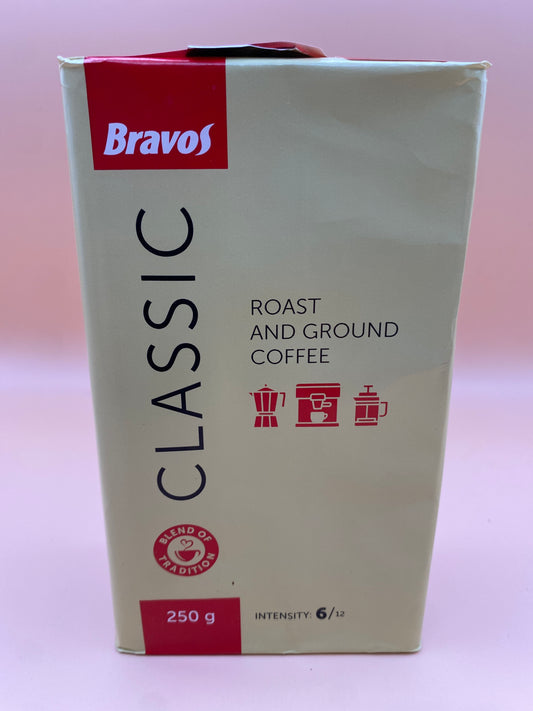 Bravos
CLASSIC
ROAST
AND GROUND
COFFEE
BLEND OF
TRADITION
250 g
INTENSITY: 6/12